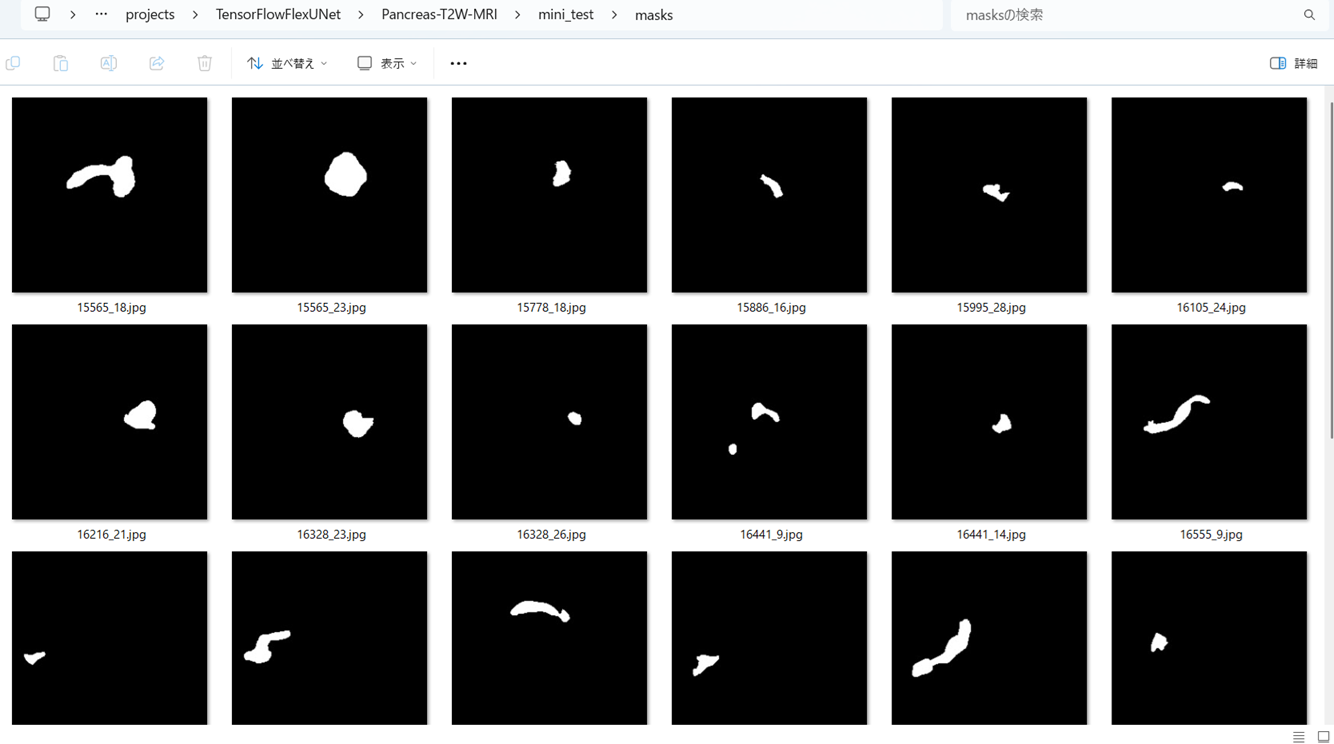 … projects TensorFlowFlexUNet Pancreas-T2W-MRI mini_test masks masksの検索
並べ替え 表示 … 詳細
15565_18.jpg 15565_23.jpg 15778_18.jpg 15886_16.jpg 15995_28.jpg 16105_24.jpg
16216_21.jpg 16328_23.jpg 16328_26.jpg 16441_9.jpg 16441_14.jpg 16555_9.jpg